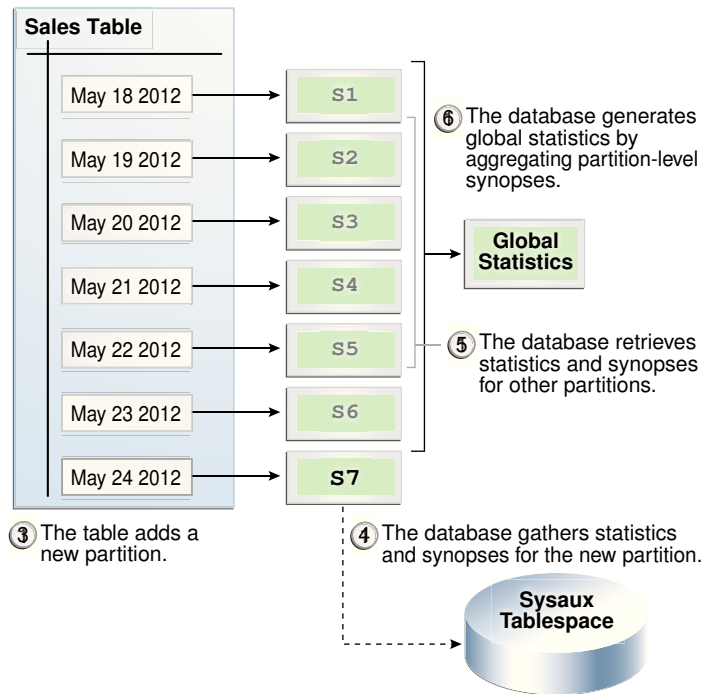 Sales Table
May 18 2012
S1
May 19 2012
S2
May 20 2012
S3
May 21 2012
S4
May 22 2012
S5
May 23 2012
S6
May 24 2012
S7
6 The database generates
global statistics by
aggregating partition-level
synopses.
Global
Statistics
5 The database retrieves
statistics and synopses
for other partitions.
3 The table adds a
new partition.
4 The database gathers statistics
and synopses for the new partition.
Sysaux
Tablespace